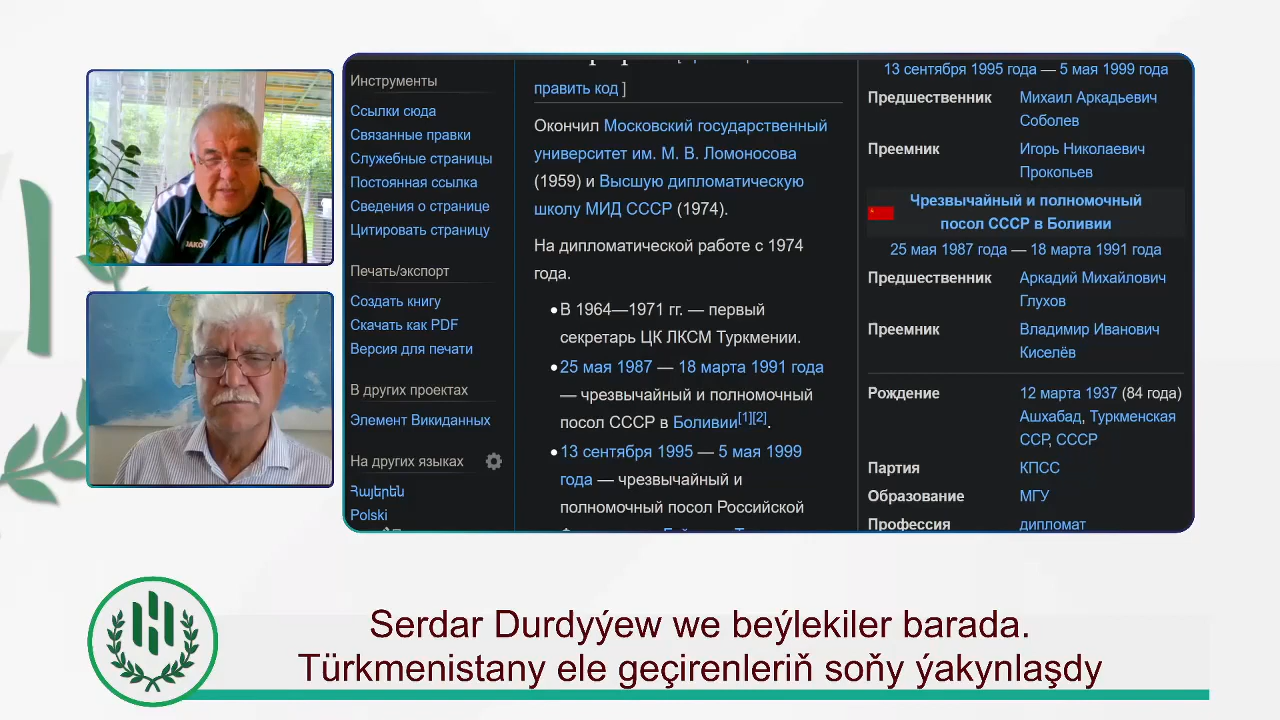 JAKO
Инструменты
Ссылки сюда
Связанные правки
Служебные страницы
Постоянная ссылка
Сведения о странице
Цитировать страницу
Печать/экспорт
Создать книгу
Скачать как PDF
Версия для печати
В других проектах
Элемент Викиданных
На других языках
Հայերեն
Polski
править код ]
Окончил Московский государственный
университет им. М. В. Ломоносова
(1959) и Высшую дипломатическую
школу МИД СССР (1974).
На дипломатической работе с 1974
года.
•В 1964—1971 гг. — первый
секретарь ЦК ЛКСМ Туркмении.
•25 мая 1987 — 18 марта 1991 года
— чрезвычайный и полномочный
посол СССР в Боливии[1][2].
•13 сентября 1995 — 5 мая 1999
года — чрезвычайный и
полномочный посол Российской
13 сентября 1995 года — 5 мая 1999 года
Предшественник Михаил Аркадьевич
Соболев
Преемник Игорь Николаевич
Прокопьев
Чрезвычайный и полномочный
посол СССР в Боливии
25 мая 1987 года — 18 марта 1991 года
Предшественник Аркадий Михайлович
Глухов
Преемник Владимир Иванович
Киселёв
Рождение 12 марта 1937 (84 года)
Ашхабад, Туркменская
ССР, СССР
Партия КПСС
Образование МГУ
Профессия дипломат
Serdar Durdyýew we beýlekiler barada.
Türkmenistany ele geçirenleriň soňy ýakynlaşdy